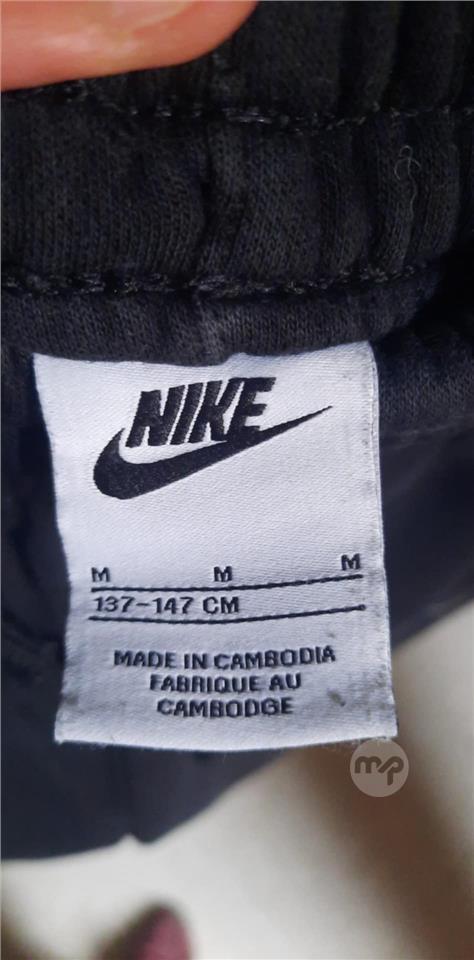 NIKE
M M M
137-147 CM
MADE IN CAMBODIA
FABRIQUE AU
CAMBODGE
mp